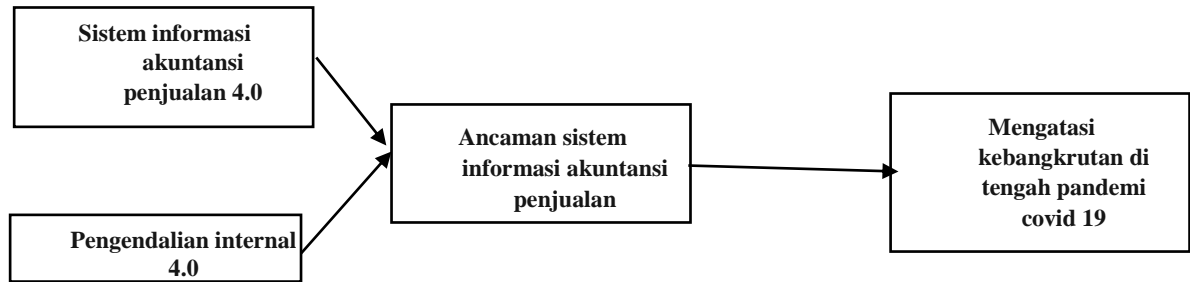 Sistem informasi
akuntansi
penjualan 4.0
Ancaman sistem
informasi akuntansi
penjualan
Mengatasi
kebangkrutan di
tengah pandemi
covid 19
Pengendalian internal
4.0